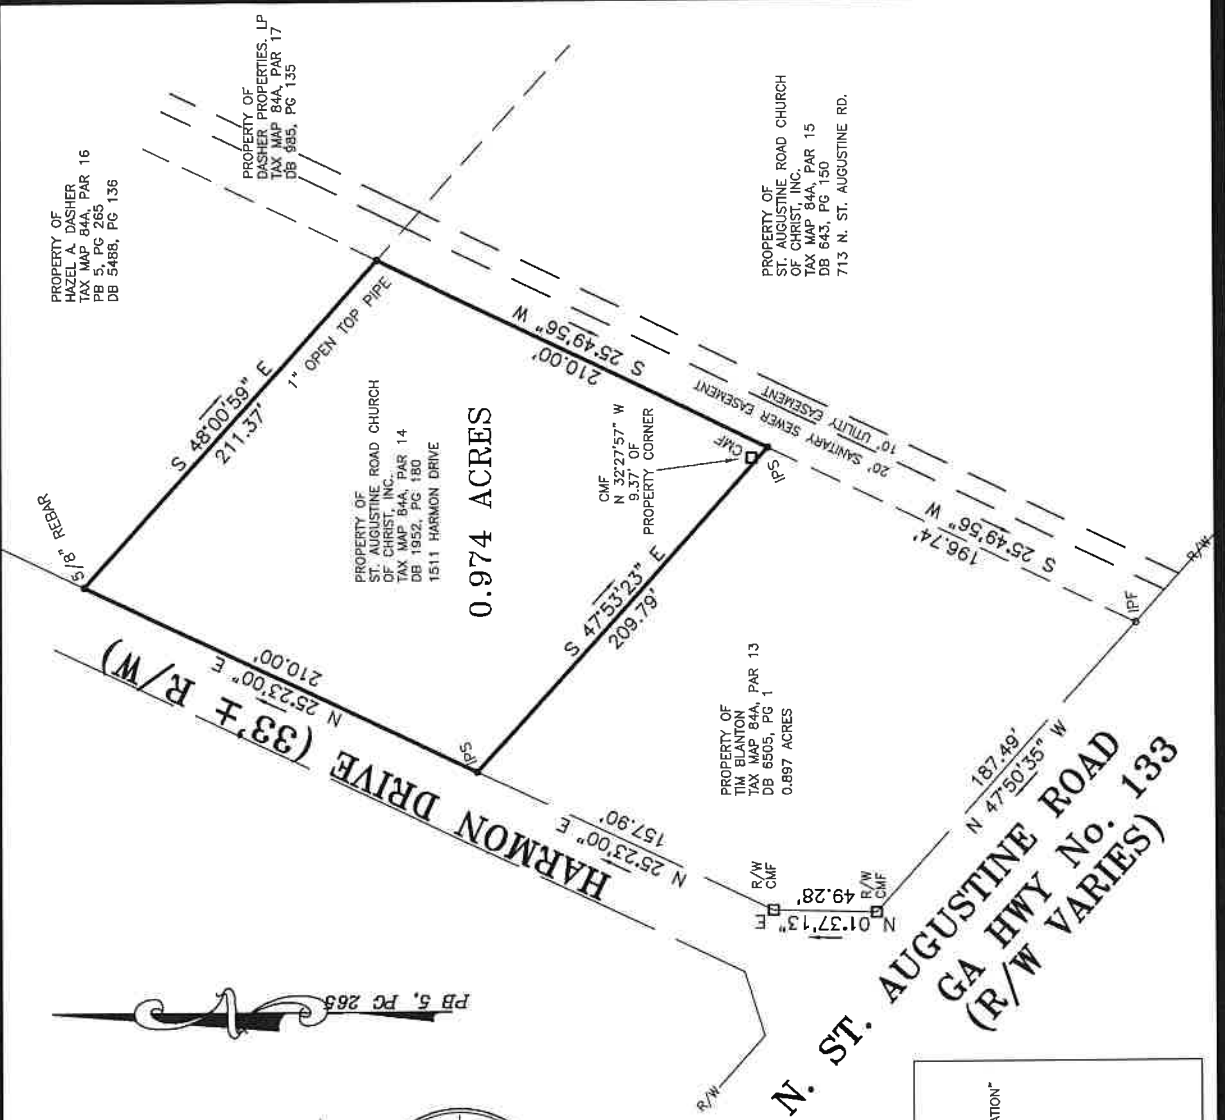 PROPERTY OF
HAZEL A. DASHER
TAX MAP 84A, PAR 16
PB 5, PG 265
DB 5488, PG 136
PROPERTY OF
DASHER PROPERTIES, LP
TAX MAP 84A, PAR 17
DB 985, PG 135
PROPERTY OF
ST. AUGUSTINE ROAD CHURCH
OF CHRIST, INC.
TAX MAP 84A, PAR 15
DB 643, PG 150
713 N. ST. AUGUSTINE RD.
5/8" REBAR
S 48°00'59" E
211.37'
1" OPEN TOP PIPE
PROPERTY OF
ST. AUGUSTINE ROAD CHURCH
OF CHRIST, INC.
TAX MAP 84A, PAR 14
DB 1952, PG 180
1511 HARMON DRIVE
0.974 ACRES
S 25°49'56" W
210.00'
CMF
N 32°27'57" W
9.37' OF
PROPERTY CORNER
CMF
IPS
20' SANITARY SEWER EASEMENT
10' UTILITY EASEMENT
S 25°49'56" W
196.74'
R/W
IPF
HARMON DRIVE (33'± R/W)
N 25°23'00" E
210.00'
IPS
S 47°53'23" E
209.79'
PROPERTY OF
TIM BLANTON
TAX MAP 84A, PAR 13
DB 6505, PG 1
0.897 ACRES
N 25°23'00" E
157.90'
R/W
CMF
N 01°37'13" E
49.28'
R/W
CMF
187.49'
N 47°50'35" W
N. ST. AUGUSTINE ROAD
GA HWY No. 133
(R/W VARIES)
R/W
PB 5, PG 265
N
ATION"